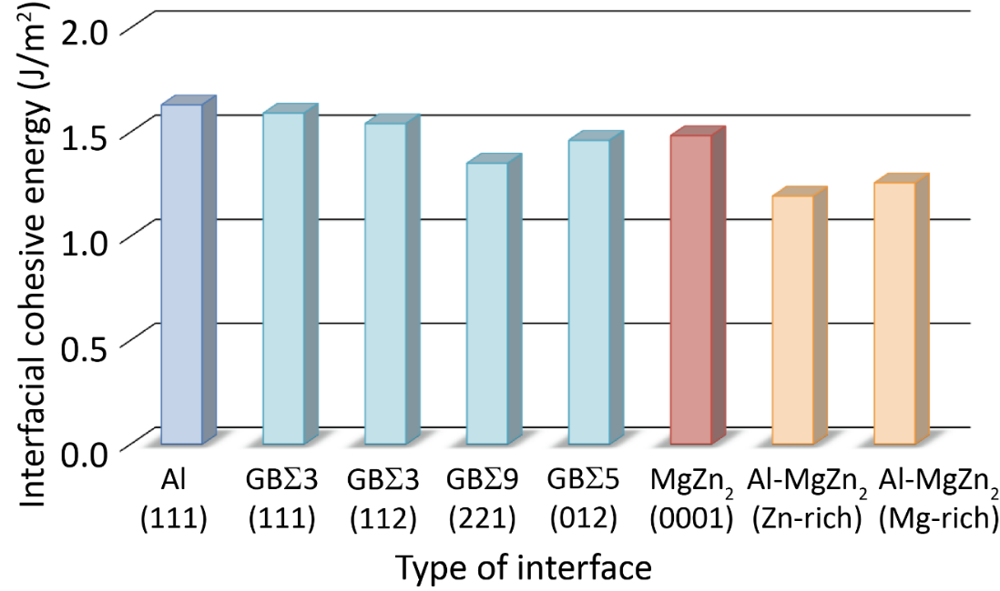 Interfacial cohesive energy (J/m²)
2.0
1.5
1.0
0.5
0.0
Al GBΣ3 GBΣ3 GBΣ9 GBΣ5 MgZn₂ Al-MgZn₂ Al-MgZn₂
(111) (111) (112) (221) (012) (0001) (Zn-rich) (Mg-rich)
Type of interface